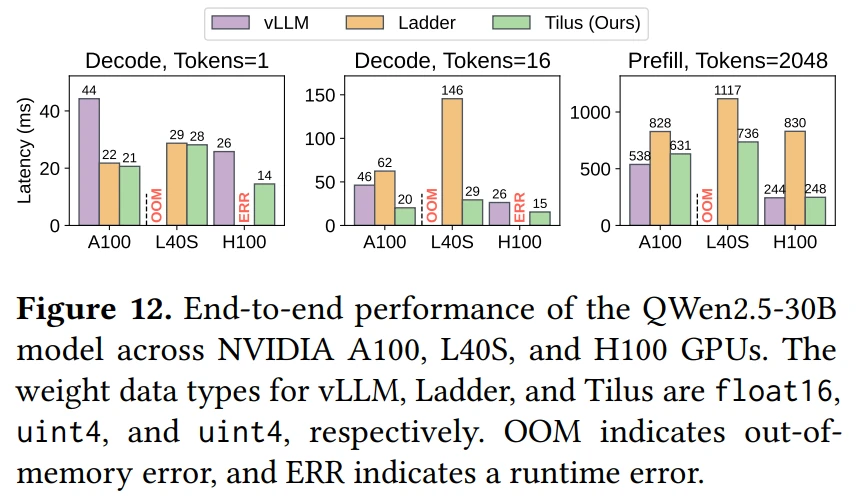 vLLM Ladder Tilus (Ours)
Decode, Tokens=1 Decode, Tokens=16 Prefill, Tokens=2048
Latency (ms)
40
20
0
44 22 21
OOM 29 28
26 ERR 14
A100 L40S H100
150
100
50
0
46 62 20
OOM 146 29
26 ERR 15
A100 L40S H100
1000
500
0
538 828 631
OOM 1117 736
244 830 248
A100 L40S H100
Figure 12. End-to-end performance of the QWen2.5-30B
model across NVIDIA A100, L40S, and H100 GPUs. The
weight data types for vLLM, Ladder, and Tilus are float16,
uint4, and uint4, respectively. OOM indicates out-of-
memory error, and ERR indicates a runtime error.